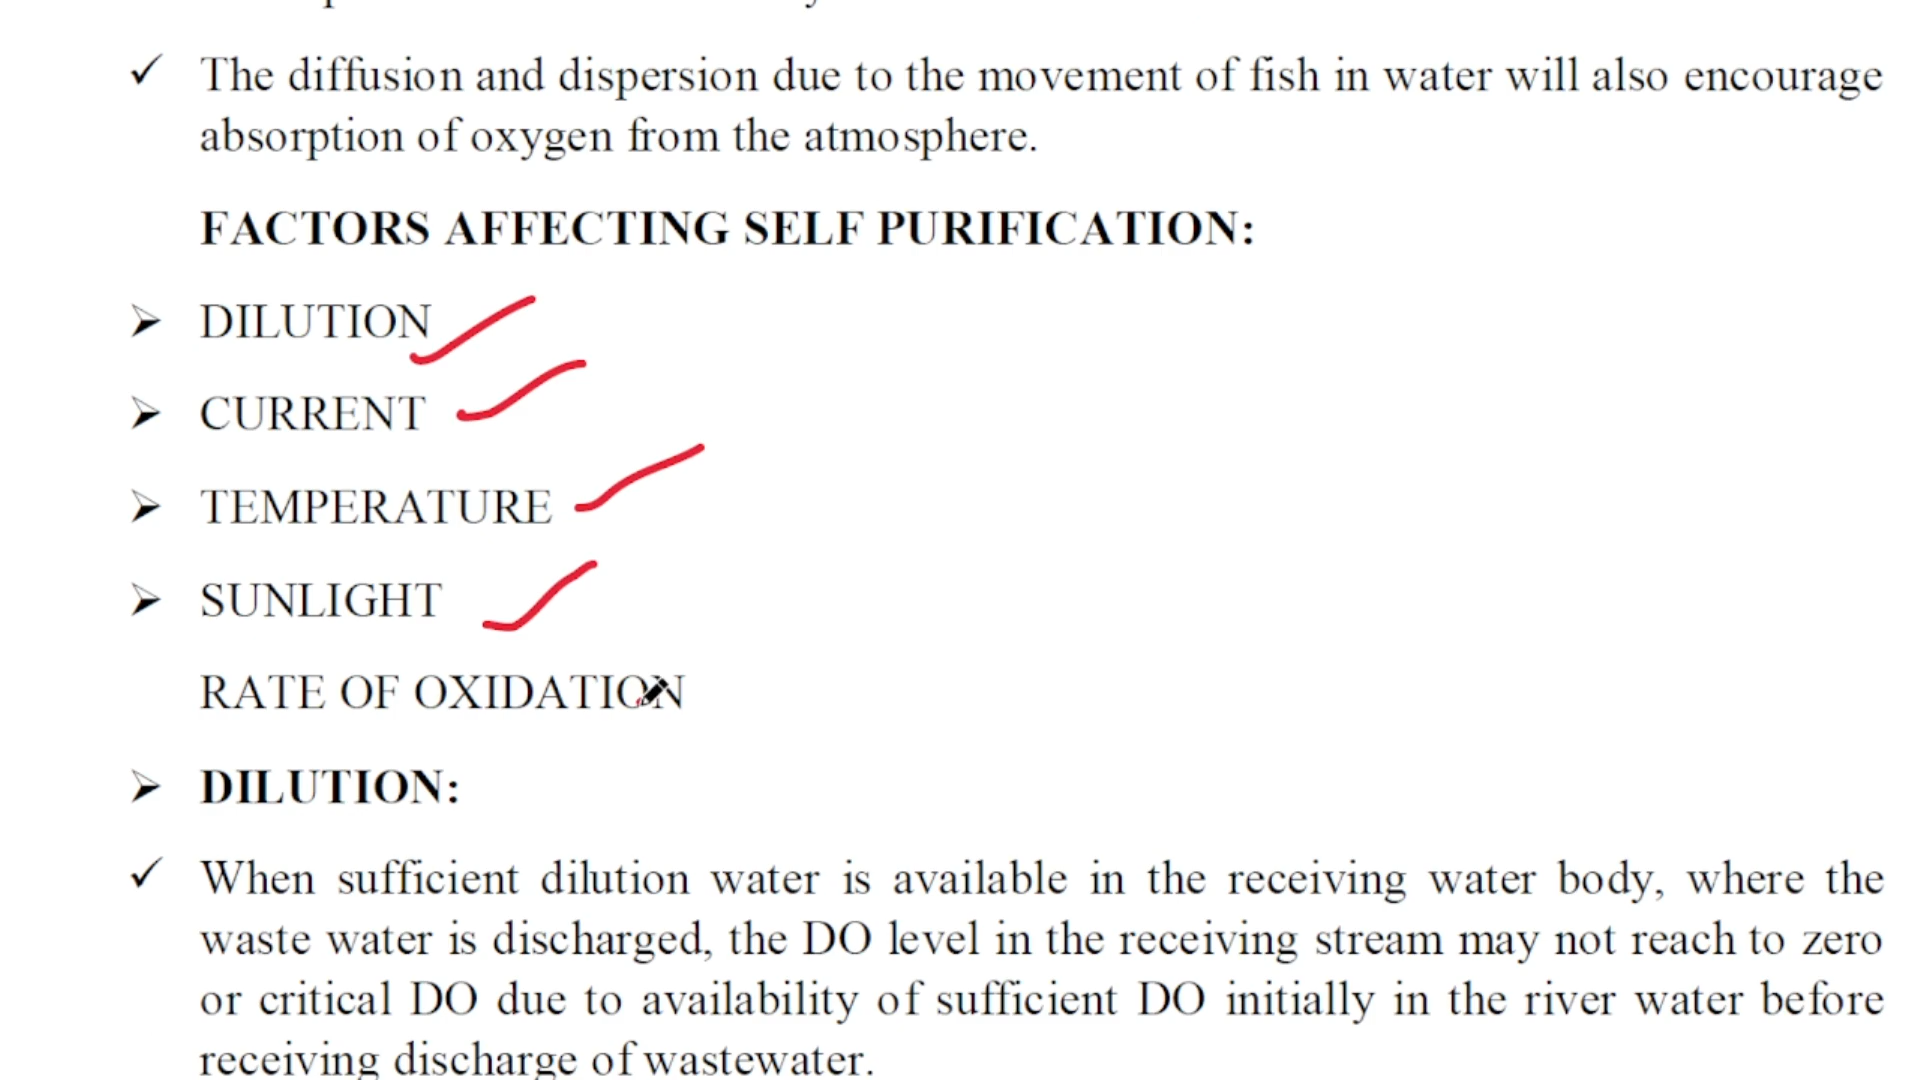 ✓ The diffusion and dispersion due to the movement of fish in water will also encourage
absorption of oxygen from the atmosphere.
FACTORS AFFECTING SELF PURIFICATION:
➢ DILUTION
➢ CURRENT
➢ TEMPERATURE
➢ SUNLIGHT
RATE OF OXIDATION
➢ DILUTION:
✓ When sufficient dilution water is available in the receiving water body, where the
waste water is discharged, the DO level in the receiving stream may not reach to zero
or critical DO due to availability of sufficient DO initially in the river water before
receiving discharge of wastewater.